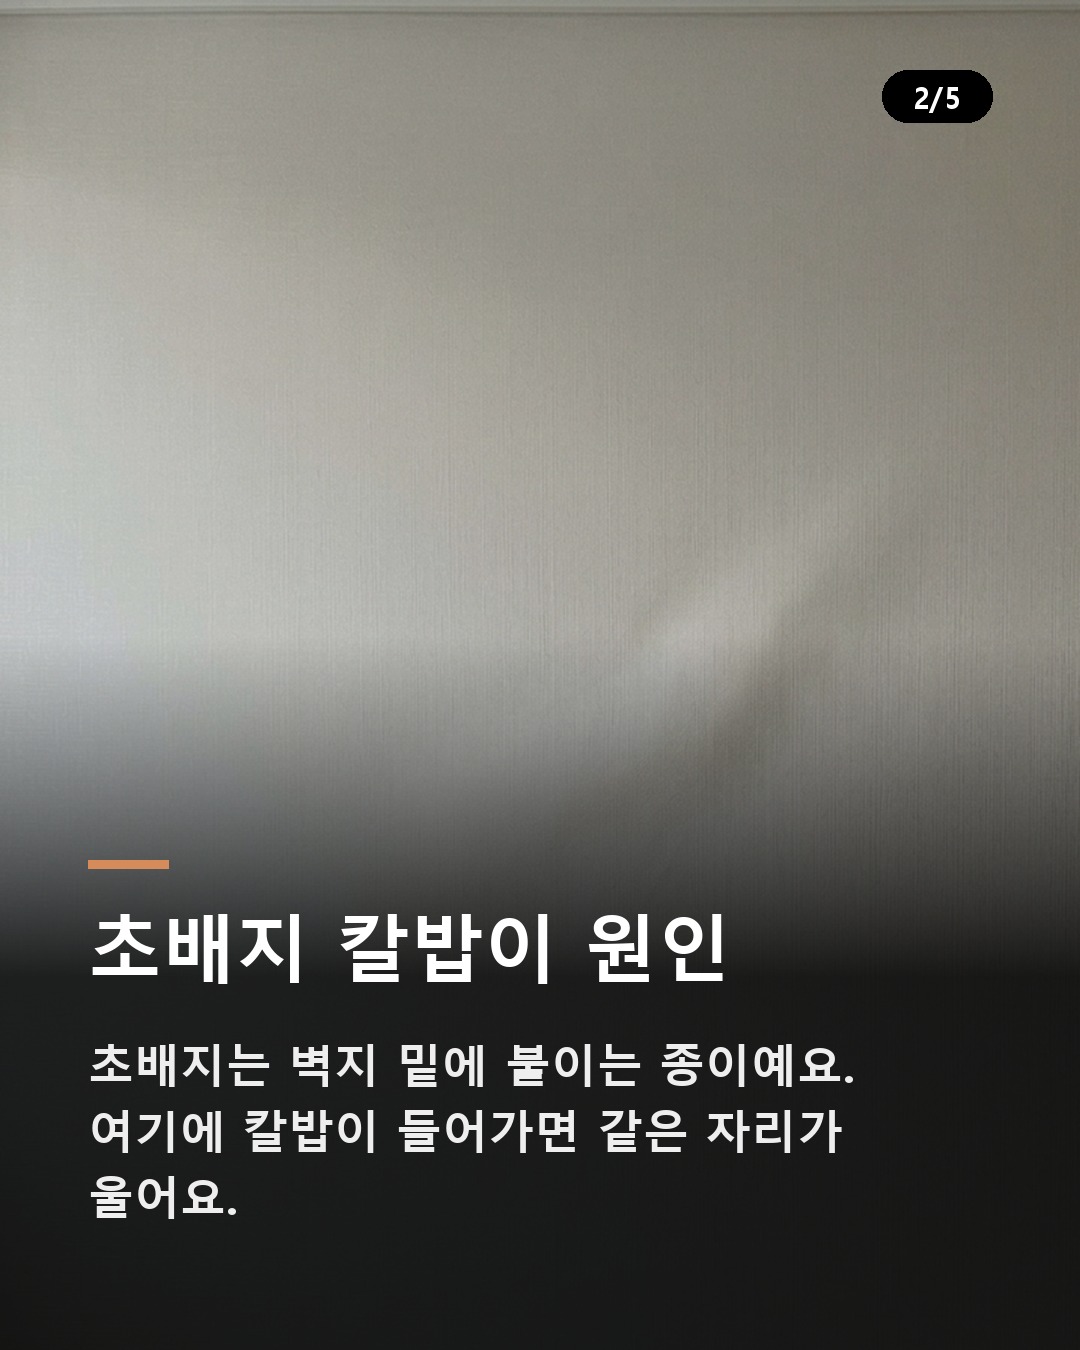 2/5
초배지 칼밥이 원인
초배지는 벽지 밑에 붙이는 종이예요.
여기에 칼밥이 들어가면 같은 자리가
울어요.